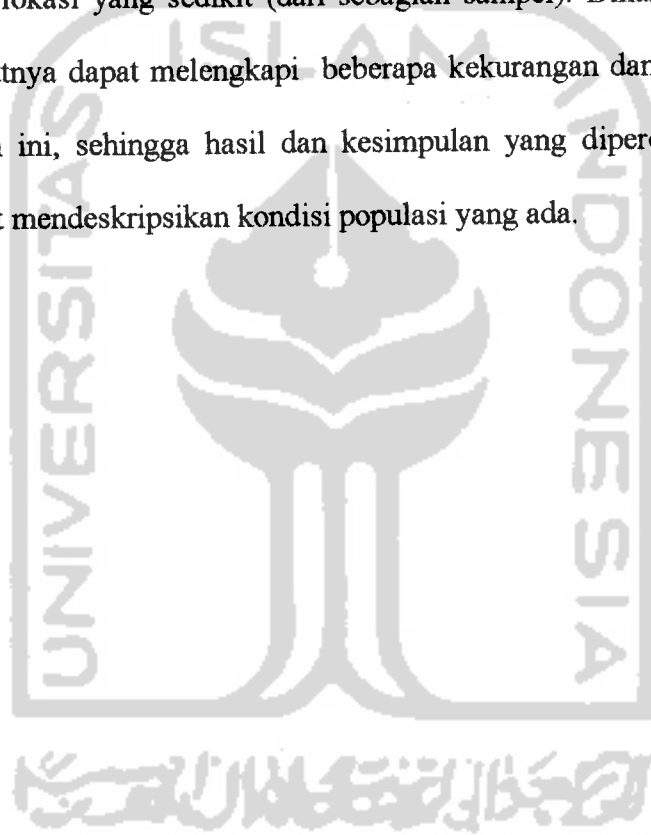 lokasi yang sedikit (dari sebagian sampel).
tnya dapat melengkapi beberapa kekurangan dan
ini, sehingga hasil dan kesimpulan yang diper
mendeskripsikan kondisi populasi yang ada.
ISLAM
UNIVERSITAS
INDONESIA